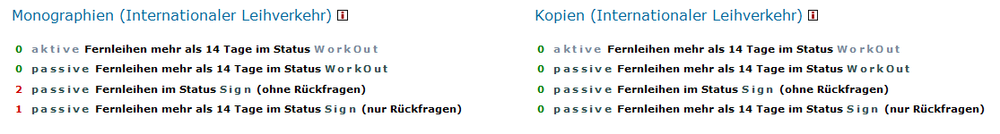 Monographien (Internationaler Leihverkehr)
0 aktive Fernleihen mehr als 14 Tage im Status WorkOut
0 passive Fernleihen mehr als 14 Tage im Status WorkOut
2 passive Fernleihen im Status Sign (ohne Rückfragen)
1 passive Fernleihen mehr als 14 Tage im Status Sign (nur Rückfragen)
Kopien (Internationaler Leihverkehr)
0 aktive Fernleihen mehr als 14 Tage im Status WorkOut
0 passive Fernleihen mehr als 14 Tage im Status WorkOut
0 passive Fernleihen im Status Sign (ohne Rückfragen)
0 passive Fernleihen mehr als 14 Tage im Status Sign (nur Rückfragen)